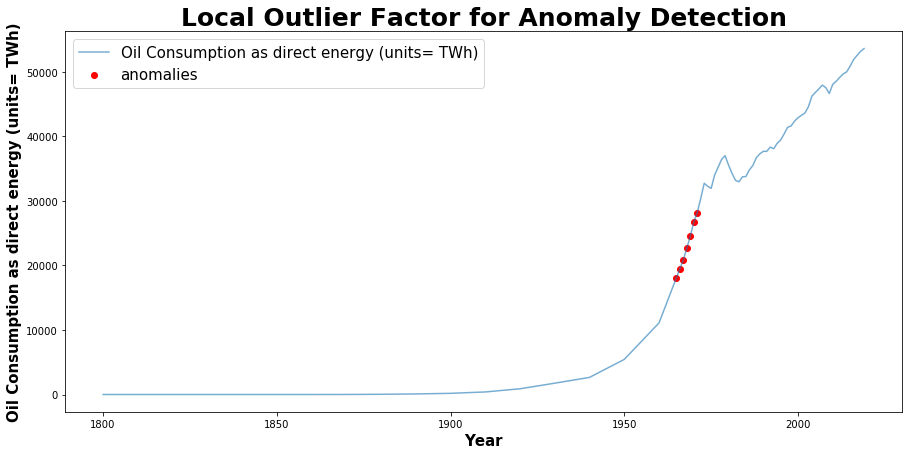 Local Outlier Factor for Anomaly Detection
Oil Consumption as direct energy (units= TWh)
Oil Consumption as direct energy (units= TWh)
anomalies
50000
40000
30000
20000
10000
0
1800
1850
1900
1950
2000
Year